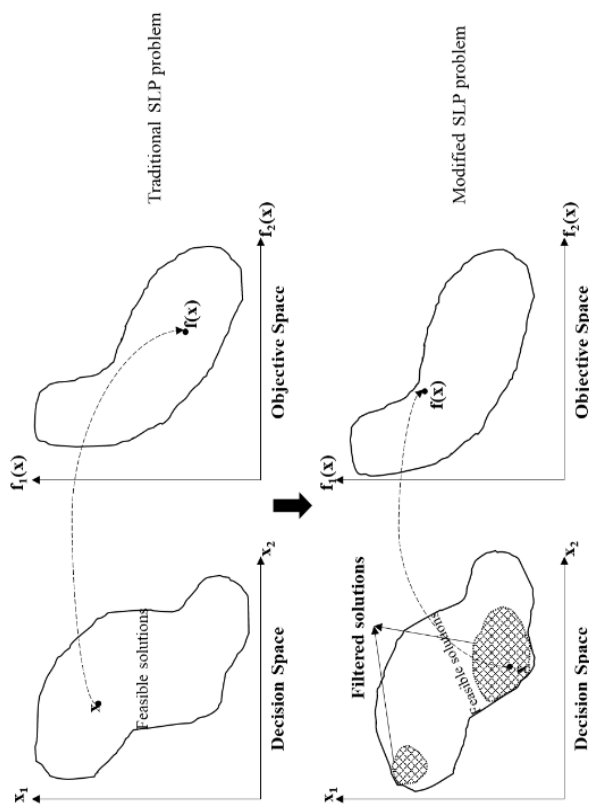 Traditional SLP problem
x₁
x
Feasible solutions
x₂
Decision Space
f₁(x)
f(x)
f₂(x)
Objective Space
Modified SLP problem
x₁
Filtered solutions
Feasible solutions
x
x₂
Decision Space
f₁(x)
f(x)
f₂(x)
Objective Space